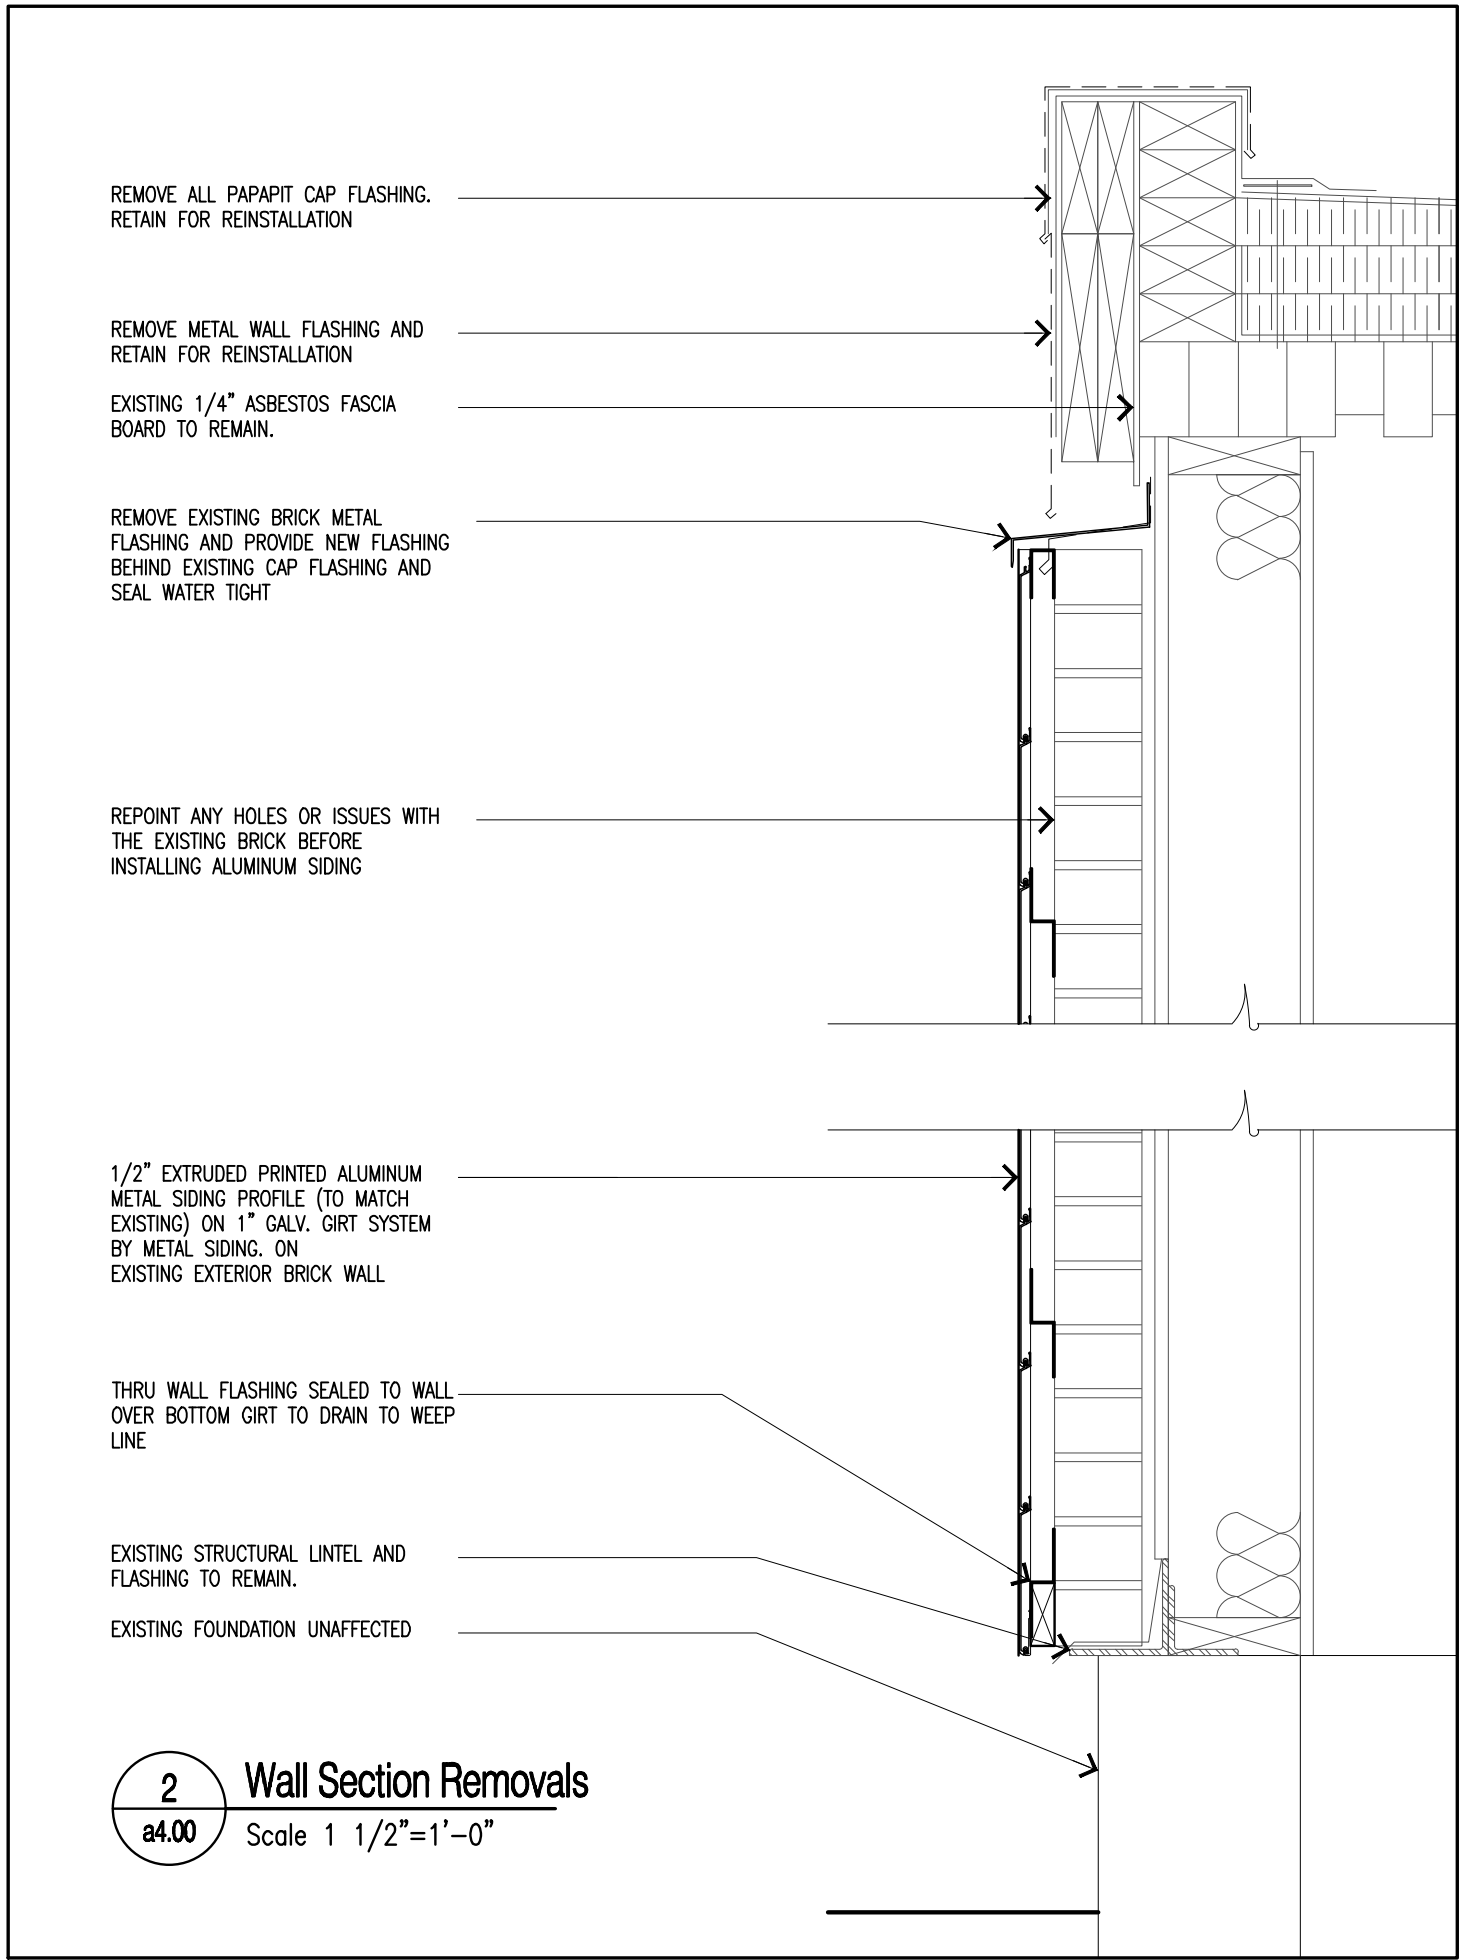 REMOVE ALL PAPAPIT CAP FLASHING.
RETAIN FOR REINSTALLATION
REMOVE METAL WALL FLASHING AND
RETAIN FOR REINSTALLATION
EXISTING 1/4" ASBESTOS FASCIA
BOARD TO REMAIN.
REMOVE EXISTING BRICK METAL
FLASHING AND PROVIDE NEW FLASHING
BEHIND EXISTING CAP FLASHING AND
SEAL WATER TIGHT
REPOINT ANY HOLES OR ISSUES WITH
THE EXISTING BRICK BEFORE
INSTALLING ALUMINUM SIDING
1/2" EXTRUDED PRINTED ALUMINUM
METAL SIDING PROFILE (TO MATCH
EXISTING) ON 1" GALV. GIRT SYSTEM
BY METAL SIDING. ON
EXISTING EXTERIOR BRICK WALL
THRU WALL FLASHING SEALED TO WALL
OVER BOTTOM GIRT TO DRAIN TO WEEP
LINE
EXISTING STRUCTURAL LINTEL AND
FLASHING TO REMAIN.
EXISTING FOUNDATION UNAFFECTED
2
a4.00
Wall Section Removals
Scale 1 1/2"=1'-0"